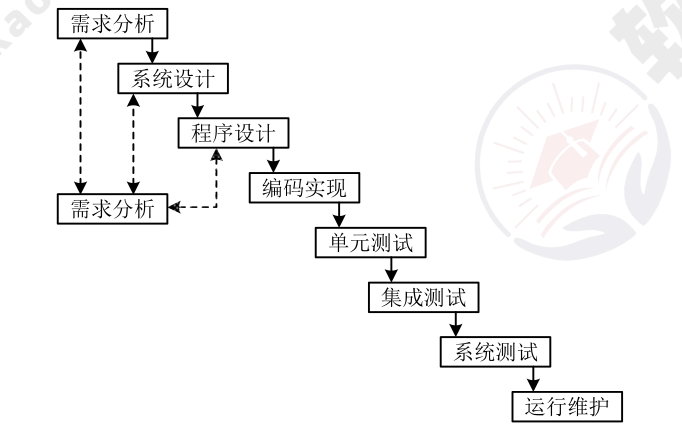 需求分析
系统设计
程序设计
编码实现
需求分析
单元测试
集成测试
系统测试
运行维护